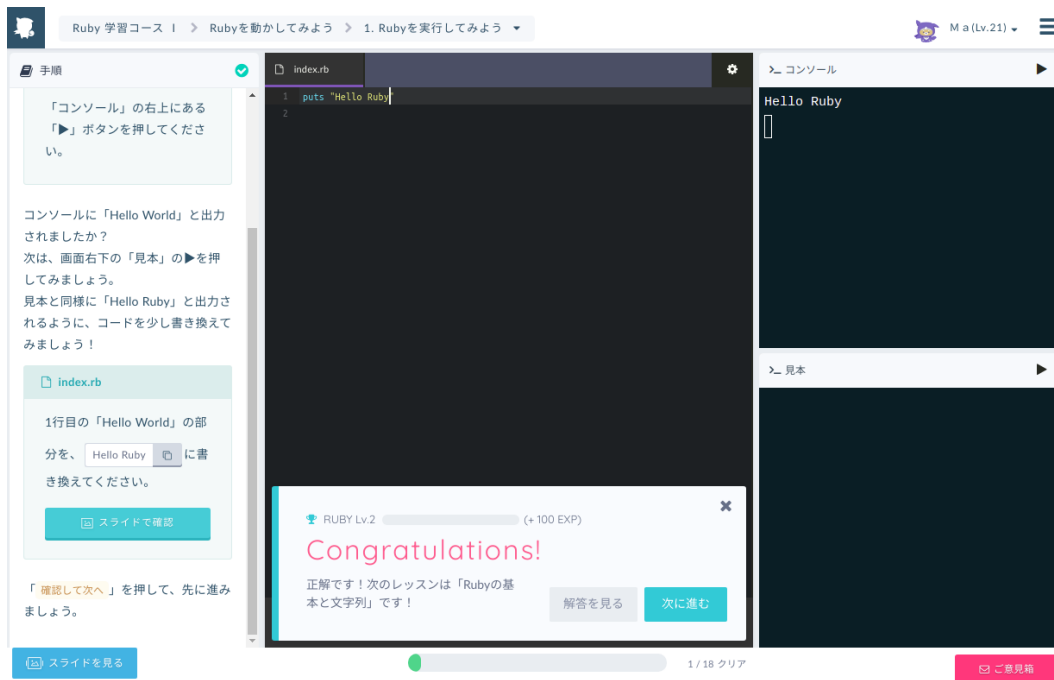 Ruby 学習コース Ⅰ > Rubyを動かしてみよう > 1. Rubyを実行してみよう
Ma(Lv.21)
手順
「コンソール」の右上にある
「▶」ボタンを押してくださ
い。
コンソールに「Hello World」と出力
されましたか？
次は、画面右下の「見本」の▶を押
してみましょう。
見本と同様に「Hello Ruby」と出力さ
れるように、コードを少し書き換えて
みましょう！
index.rb
1行目の「Hello World」の部
分を、 Hello Ruby に書
き換えてください。
スライドで確認
「 確認して次へ 」を押して、先に進み
ましょう。
スライドを見る
index.rb
1 puts "Hello Ruby"
2
RUBY Lv.2 (+ 100 EXP)
Congratulations!
正解です！次のレッスンは「Rubyの基
本と文字列」です！
解答を見る
次に進む
1 / 18 クリア
>_ コンソール
Hello Ruby
>_ 見本
ご意見箱